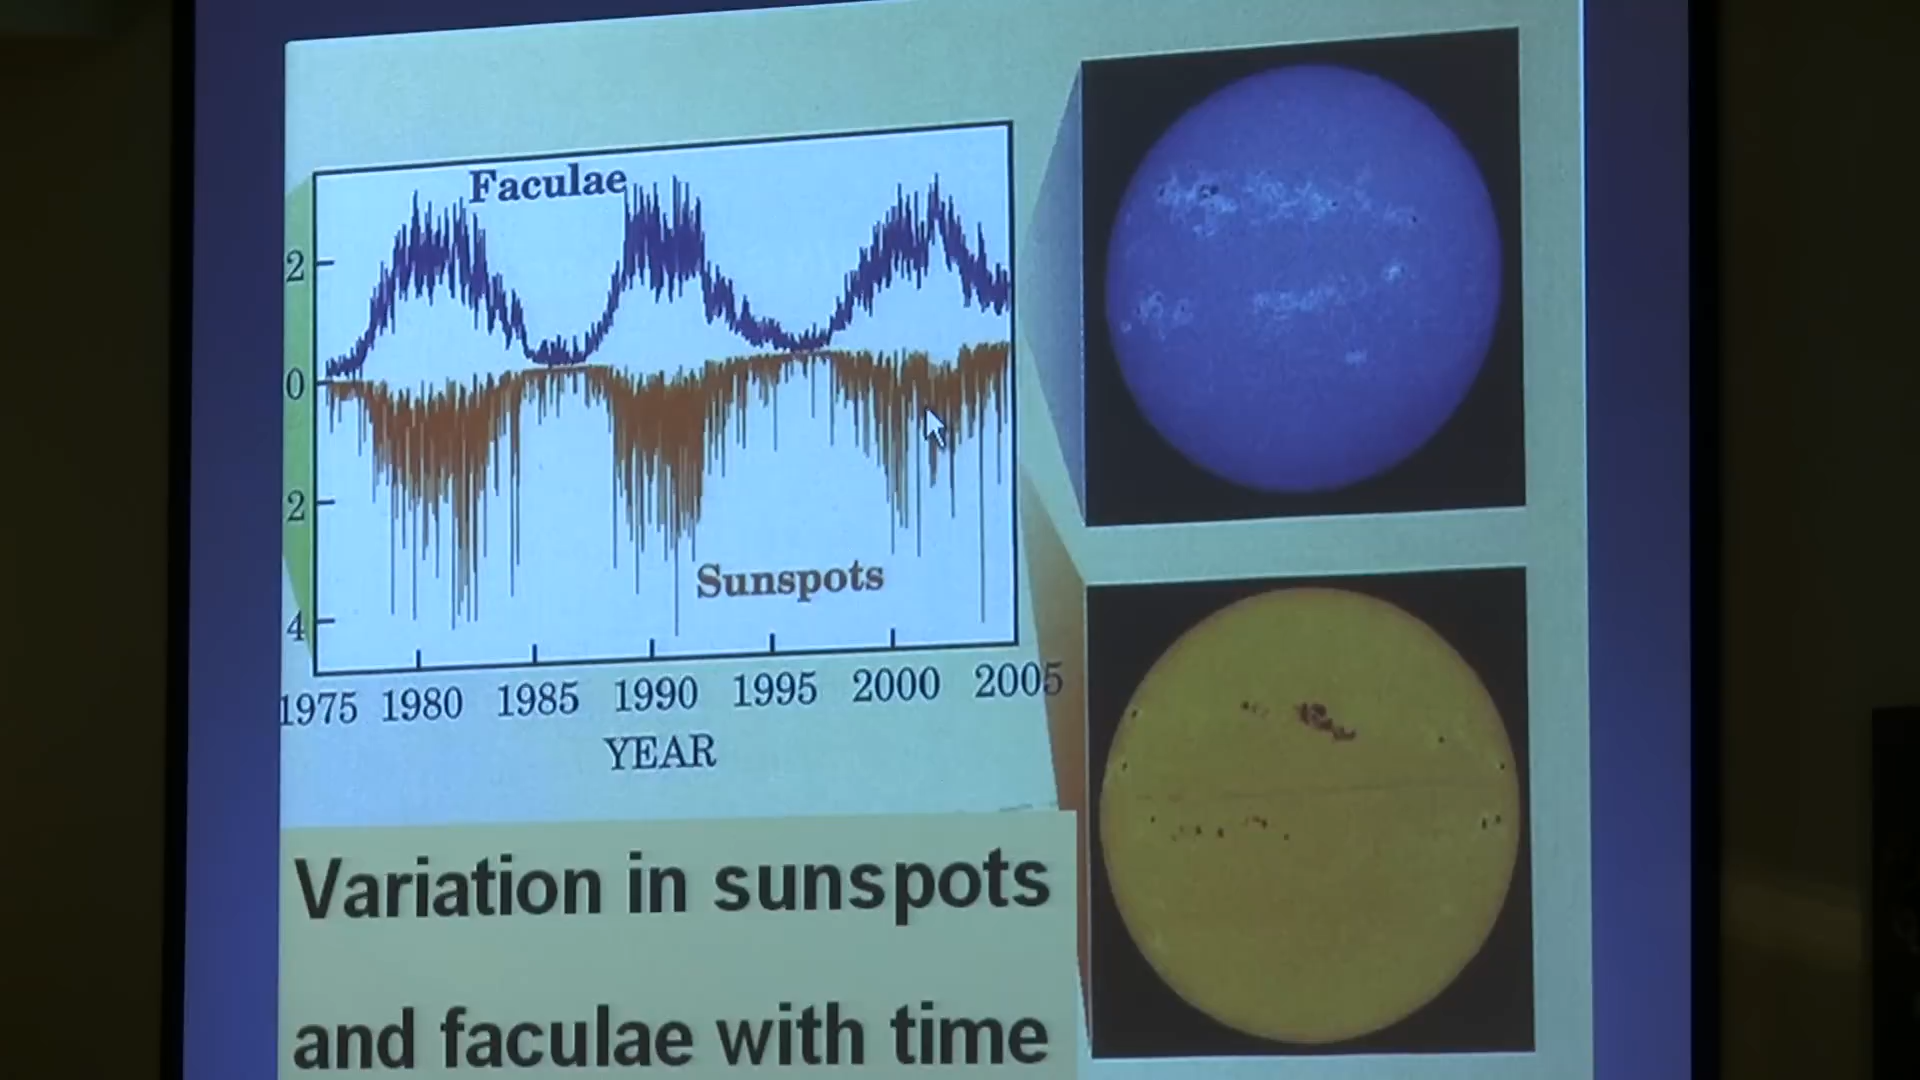 Faculae
2
0
2
4
Sunspots
1975 1980 1985 1990 1995 2000 2005
YEAR
Variation in sunspots
and faculae with time